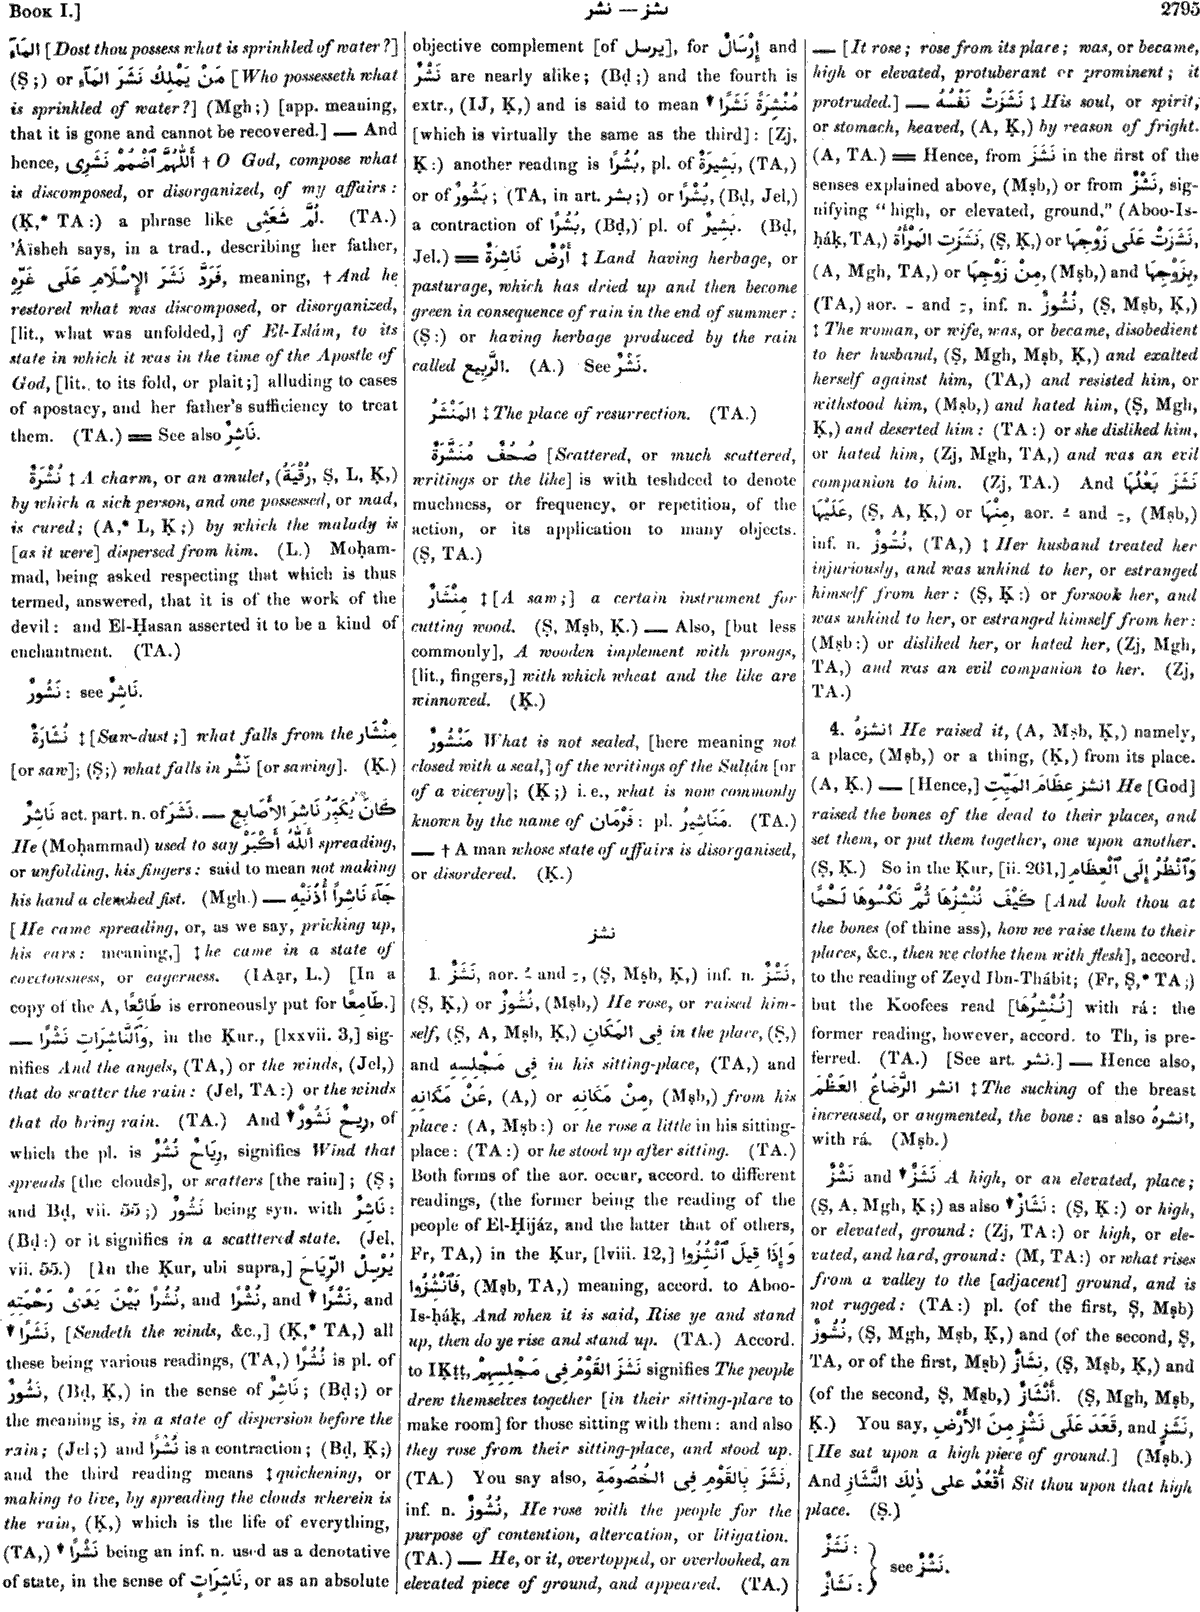 Book I.]
نشر — نشز
2795
المَآءَ [Dost thou possess what is sprinkled of water?]
(Ṣ;) or مَنْ يَمْلِكُ نَشَرَ المَآءِ [Who possesseth what
is sprinkled of water?] (Mgh;) [app. meaning,
that it is gone and cannot be recovered.] — And
hence, أَللّٰهُمَّ ٱضْمُمْ نَشَرِى † O God, compose what
is discomposed, or disorganized, of my affairs:
(Ḳ,* TA:) a phrase like لُمَّ شَعَثِى. (TA.)
'Áïsheh says, in a trad., describing her father,
فَرَدَّ نَشَرَ الإِسْلَامِ عَلَى غَرِّهِ, meaning, † And he
restored what was discomposed, or disorganized,
[lit., what was unfolded,] of El-Islám, to its
state in which it was in the time of the Apostle of
God, [lit. to its fold, or plait;] alluding to cases
of apostacy, and her father's sufficiency to treat
them. (TA.) = See also نَاشِرٌ.
نُشْرَةٌ ‡ A charm, or an amulet, (رُقْيَةٌ, Ṣ, L, Ḳ,)
by which a sick person, and one possessed, or mad,
is cured; (A,* L, Ḳ;) by which the malady is
[as it were] dispersed from him. (L.) Moḥam-
mad, being asked respecting that which is thus
termed, answered, that it is of the work of the
devil: and El-Ḥasan asserted it to be a kind of
enchantment. (TA.)
نَشُورٌ: see نَاشِرٌ.
نُشَارَةٌ ‡ [Saw-dust;] what falls from the مِنْشَار
[or saw]; (Ṣ;) what falls in نَشْر [or sawing]. (Ḳ.)
نَاشِرٌ act. part. n. of نَشَرَ. — كَانَ يُكَبِّرُ نَاشِرَ الأَصَابِعِ
He (Moḥammad) used to say أَللّٰهُ أَكْبَرْ spreading,
or unfolding, his fingers: said to mean not making
his hand a clenched fist. (Mgh.) — جَآءَ نَاشِرًا أُذُنَيْهِ
[He came spreading, or, as we say, pricking up,
his ears: meaning,] ‡ he came in a state of
covetousness, or eagerness. (IAạr, L.) [In a
copy of the A, طَائِعًا is erroneously put for طَامِعًا.]
— وَٱلنَّاشِرَاتِ نَشْرًا, in the Ḳur., [lxxvii. 3,] sig-
nifies And the angels, (TA,) or the winds, (Jel,)
that do scatter the rain: (Jel, TA:) or the winds
that do bring rain. (TA.) And رِيحٌ نَشُورٌ, of
which the pl. is رِيَاحٌ نُشُرٌ, signifies Wind that
spreads [the clouds], or scatters [the rain]; (Ṣ;
and Bḍ, vii. 55;) نَشُورٌ being syn. with نَاشِرٌ:
(Bḍ:) or it signifies in a scattered state. (Jel,
vii. 55.) [In the Ḳur, ubi supra,] يُرْسِلُ الرِّيَاحَ
نُشُرًا بَيْنَ يَدَىْ رَحْمَتِهِ, and نُشْرًا, and نَشْرًا, and
نَشَرًا, [Sendeth the winds, &c.,] (Ḳ,* TA,) all
these being various readings, (TA,) نُشُرًا is pl. of
نَشُورٌ, (Bḍ, Ḳ,) in the sense of نَاشِرٌ; (Bḍ;) or
the meaning is, in a state of dispersion before the
rain; (Jel;) and نُشْرًا is a contraction; (Bḍ, Ḳ;)
and the third reading means ‡ quickening, or
making to live, by spreading the clouds wherein is
the rain, (Ḳ,) which is the life of everything,
(TA,) نَشْرًا being an inf. n. used as a denotative
of state, in the sense of نَاشِرَاتٍ, or as an absolute
objective complement [of يرسل], for إِرْسَالٌ and
نَشْرٌ are nearly alike; (Bḍ;) and the fourth is
extr., (IJ, Ḳ,) and is said to mean مُنْشِرَةً نَشَرًا
[which is virtually the same as the third]: [Zj,
Ḳ:) another reading is بُشُرًا, pl. of بَشِيرَةٌ, (TA,)
or of بَشُورٌ; (TA, in art. بشر;) or بُشْرًا, (Bḍ, Jel,)
a contraction of بُشُرًا, (Bḍ,) pl. of بَشِيرٌ. (Bḍ,
Jel.) = أَرْضٌ نَاشِرَةٌ ‡ Land having herbage, or
pasturage, which has dried up and then become
green in consequence of rain in the end of summer:
(Ṣ:) or having herbage produced by the rain
called الرَّبِيع. (A.) See نَشْرٌ.
المَنْشَرُ ‡ The place of resurrection. (TA.)
صُحُفٌ مُنَشَّرَةٌ [Scattered, or much scattered,
writings or the like] is with teshdeed to denote
muchness, or frequency, or repetition, of the
action, or its application to many objects.
(Ṣ, TA.)
مِنْشَارٌ ‡ [A saw;] a certain instrument for
cutting wood. (Ṣ, Mṣb, Ḳ.) — Also, [but less
commonly], A wooden implement with prongs,
[lit., fingers,] with which wheat and the like are
winnowed. (Ḳ.)
مَنْشُورٌ What is not sealed, [here meaning not
closed with a seal,] of the writings of the Sulṭán [or
of a viceroy]; (Ḳ;) i. e., what is now commonly
known by the name of فَرْمَان: pl. مَنَاشِيرُ. (TA.)
— † A man whose state of affairs is disorganised,
or disordered. (Ḳ.)
نشز
1. نَشَزَ, aor. ـُ and ـِ, (Ṣ, Mṣb, Ḳ,) inf. n. نَشْزٌ,
(Ṣ, Ḳ,) or نُشُوزٌ, (Mṣb,) He rose, or raised him-
self, (Ṣ, A, Mṣb, Ḳ,) فِى المَكَانِ in the place, (Ṣ,)
and فِى مَجْلِسِهِ in his sitting-place, (TA,) and
عَنْ مَكَانِهِ, (A,) or مِنْ مَكَانِهِ, (Mṣb,) from his
place: (A, Mṣb:) or he rose a little in his sitting-
place: (TA:) or he stood up after sitting. (TA.)
Both forms of the aor. occur, accord. to different
readings, (the former being the reading of the
people of El-Ḥijáz, and the latter that of others,
Fr, TA,) in the Ḳur, [lviii. 12,] وَإِذَا قِيلَ ٱنْشُزُوا
فَٱنْشُزُوا, (Mṣb, TA,) meaning, accord. to Aboo-
Is-ḥáḳ, And when it is said, Rise ye and stand
up, then do ye rise and stand up. (TA.) Accord.
to IḲṭṭ, نَشَزَ القَوْمُ فِى مَجْلِسِهِمْ signifies The people
drew themselves together [in their sitting-place to
make room] for those sitting with them: and also
they rose from their sitting-place, and stood up.
(TA.) You say also, نَشَزَ بِالقَوْمِ فِى الخُصُومَةِ,
inf. n. نُشُوزٌ, He rose with the people for the
purpose of contention, altercation, or litigation.
(TA.) — He, or it, overtopped, or overlooked, an
elevated piece of ground, and appeared. (TA.)
— [It rose; rose from its place; was, or became,
high or elevated, protuberant or prominent; it
protruded.] — نَشَزَتْ نَفْسُهُ ‡ His soul, or spirit,
or stomach, heaved, (A, Ḳ,) by reason of fright.
(A, TA.) = Hence, from نَشَزَ in the first of the
senses explained above, (Mṣb,) or from نَشْزٌ, sig-
nifying "high, or elevated, ground," (Aboo-Is-
ḥáḳ, TA,) نَشَزَتِ المَرْأَةُ, (Ṣ, Ḳ,) or نَشَزَتْ عَلَى زَوْجِهَا,
(A, Mgh, TA,) or مِنْ زَوْجِهَا, (Mṣb,) and بِزَوْجِهَا,
(TA,) aor. ـُ and ـِ, inf. n. نُشُوزٌ, (Ṣ, Mṣb, Ḳ,)
‡ The woman, or wife, was, or became, disobedient
to her husband, (Ṣ, Mgh, Mṣb, Ḳ,) and exalted
herself against him, (TA,) and resisted him, or
withstood him, (Mṣb,) and hated him, (Ṣ, Mgh,
Ḳ,) and deserted him: (TA:) or she disliked him,
or hated him, (Zj, Mgh, TA,) and was an evil
companion to him. (Zj, TA.) And نَشَزَ بَعْلُهَا
عَلَيْهَا, (Ṣ, A, Ḳ,) or مِنْهَا, aor. ـُ and ـِ, (Mṣb,)
inf. n. نُشُوزٌ, (TA,) ‡ Her husband treated her
injuriously, and was unkind to her, or estranged
himself from her: (Ṣ, Ḳ:) or forsook her, and
was unkind to her, or estranged himself from her:
(Mṣb:) or disliked her, or hated her, (Zj, Mgh,
TA,) and was an evil companion to her. (Zj,
TA.)
4. انشزهُ He raised it, (A, Mṣb, Ḳ,) namely,
a place, (Mṣb,) or a thing, (Ḳ,) from its place.
(A, Ḳ.) — [Hence,] انشز عِظَامَ المَيِّتِ He [God]
raised the bones of the dead to their places, and
set them, or put them together, one upon another.
(Ṣ, Ḳ.) So in the Ḳur, [ii. 261,] وَٱنْظُرْ إِلَى ٱلْعِظَامِ
كَيْفَ نُنْشِزُهَا ثُمَّ نَكْسُوهَا لَحْمًا [And look thou at
the bones (of thine ass), how we raise them to their
places, &c., then we clothe them with flesh], accord.
to the reading of Zeyd Ibn-Thábit; (Fr, Ṣ,* TA;)
but the Koofees read [نُنْشِرُهَا] with rá: the
former reading, however, accord. to Th, is pre-
ferred. (TA.) [See art. نشر.] — Hence also,
انشز الرَّضَاعُ العَظْمَ ‡ The sucking of the breast
increased, or augmented, the bone: as also انشرهُ,
with rá. (Mṣb.)
نَشْزٌ and نَشَزٌ A high, or an elevated, place;
(Ṣ, A, Mgh, Ḳ;) as also نَشَازٌ: (Ṣ, Ḳ:) or high,
or elevated, ground: (Zj, TA:) or high, or ele-
vated, and hard, ground: (M, TA:) or what rises
from a valley to the [adjacent] ground, and is
not rugged: (TA:) pl. (of the first, Ṣ, Mṣb)
نُشُوزٌ, (Ṣ, Mgh, Mṣb, Ḳ,) and (of the second, Ṣ,
TA, or of the first, Mṣb) نِشَازٌ, (Ṣ, Mṣb, Ḳ,) and
(of the second, Ṣ, Mṣb,) أَنْشَازٌ. (Ṣ, Mgh, Mṣb,
Ḳ.) You say, قَعَدَ عَلَى نَشْزٍ مِنَ الأَرْضِ, and نَشَزٍ,
[He sat upon a high piece of ground.] (Mṣb.)
And أُقْعُدْ عَلَى ذٰلِكَ النَّشَازِ Sit thou upon that high
place. (Ṣ.)
نَشَزٌ:
نَشَازٌ:
see نَشْزٌ.